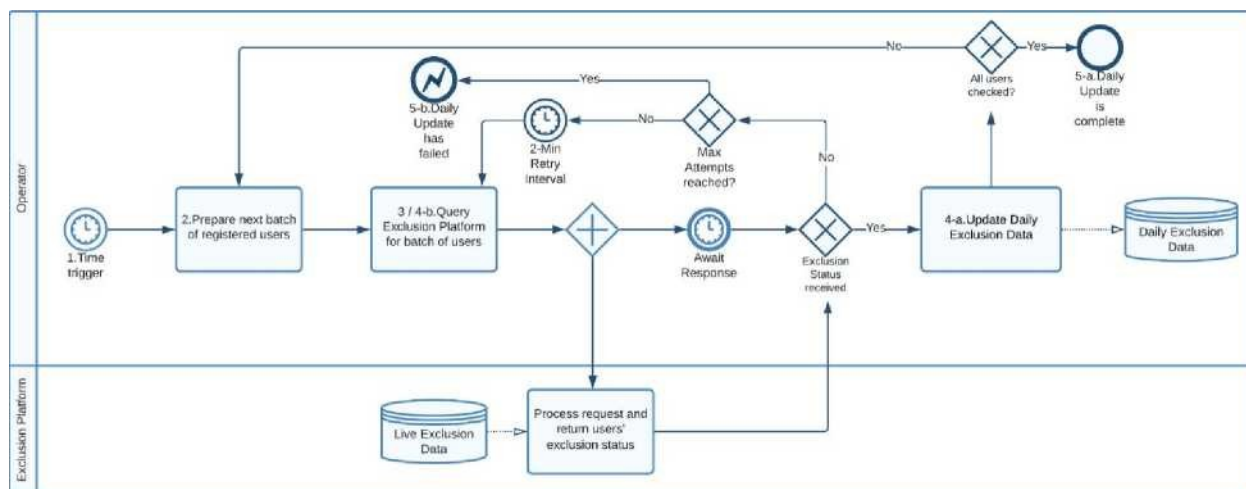 Operator
No
Yes
All users
checked?
5-a.Daily
Update
is
complete
Yes
5-b.Daily
Update
has
failed
No
2-Min
Retry
Interval
Max
Attempts
reached?
No
1.Time
trigger
2.Prepare next batch
of registered users
3 / 4-b.Query
Exclusion Platform
for batch of users
Await
Response
Exclusion
Status
received
Yes
4-a.Update Daily
Exclusion Data
Daily Exclusion
Data
Exclusion Platform
Live Exclusion
Data
Process request and
return users'
exclusion status